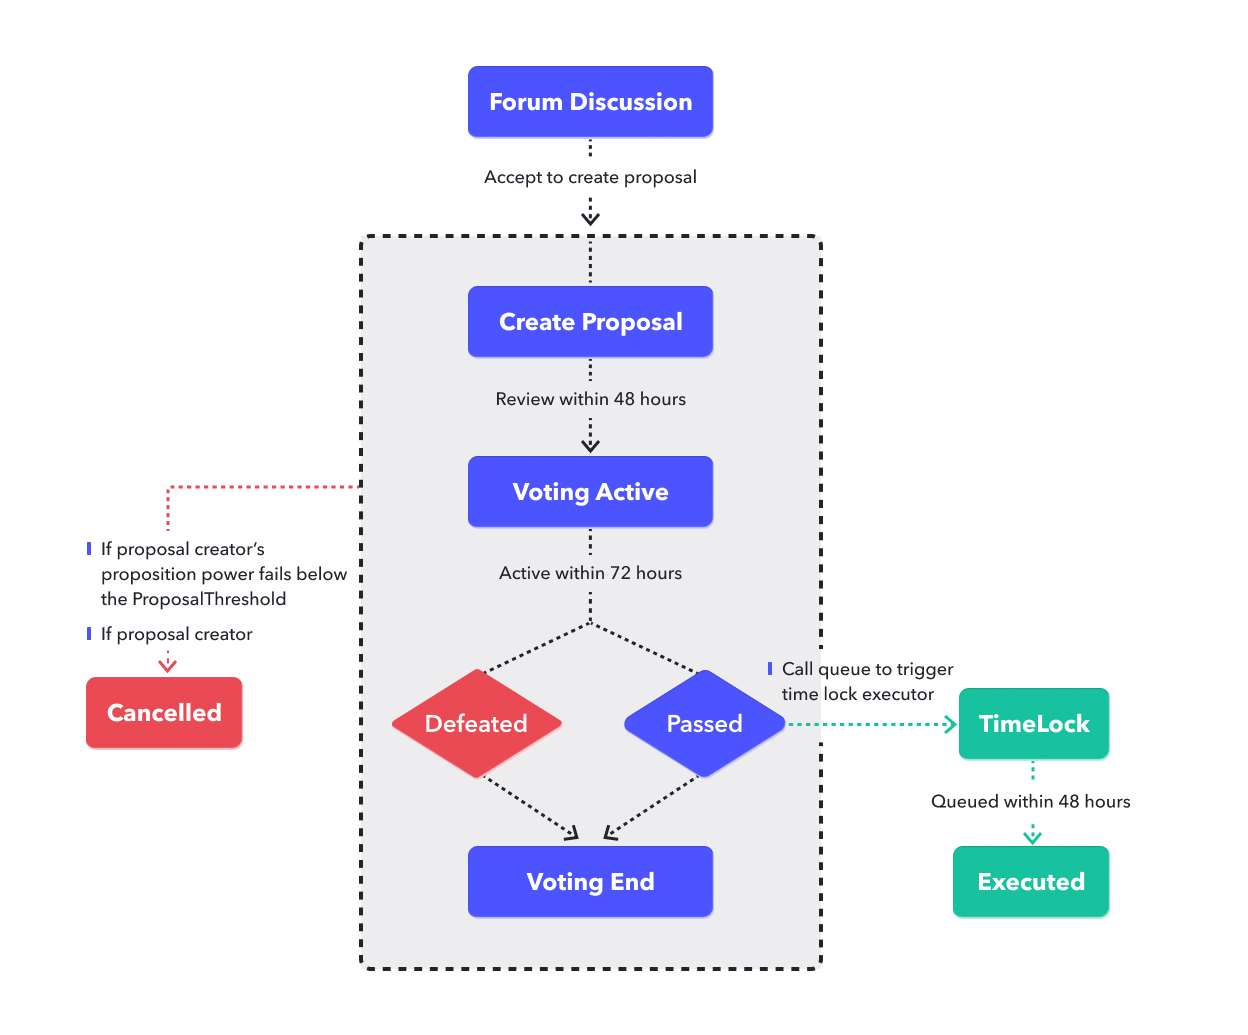 Forum Discussion
Accept to create proposal
Create Proposal
Review within 48 hours
Voting Active
Active within 72 hours
If proposal creator’s
proposition power fails below
the ProposalThreshold
If proposal creator
Cancelled
Defeated
Passed
Call queue to trigger
time lock executor
TimeLock
Queued within 48 hours
Voting End
Executed